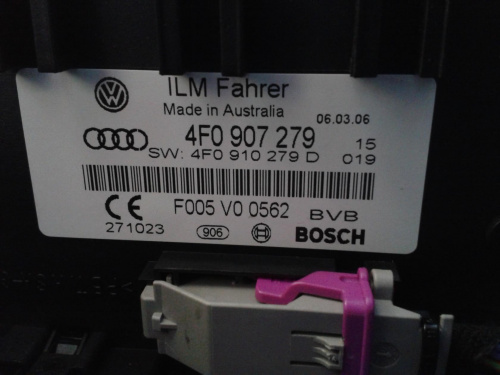 ILM Fahrer
Made in Australia
06.03.06
4F0 907 279 15
SW: 4F0 910 279 D 019
F005 V0 0562 BVB
CE
271023 906 BOSCH